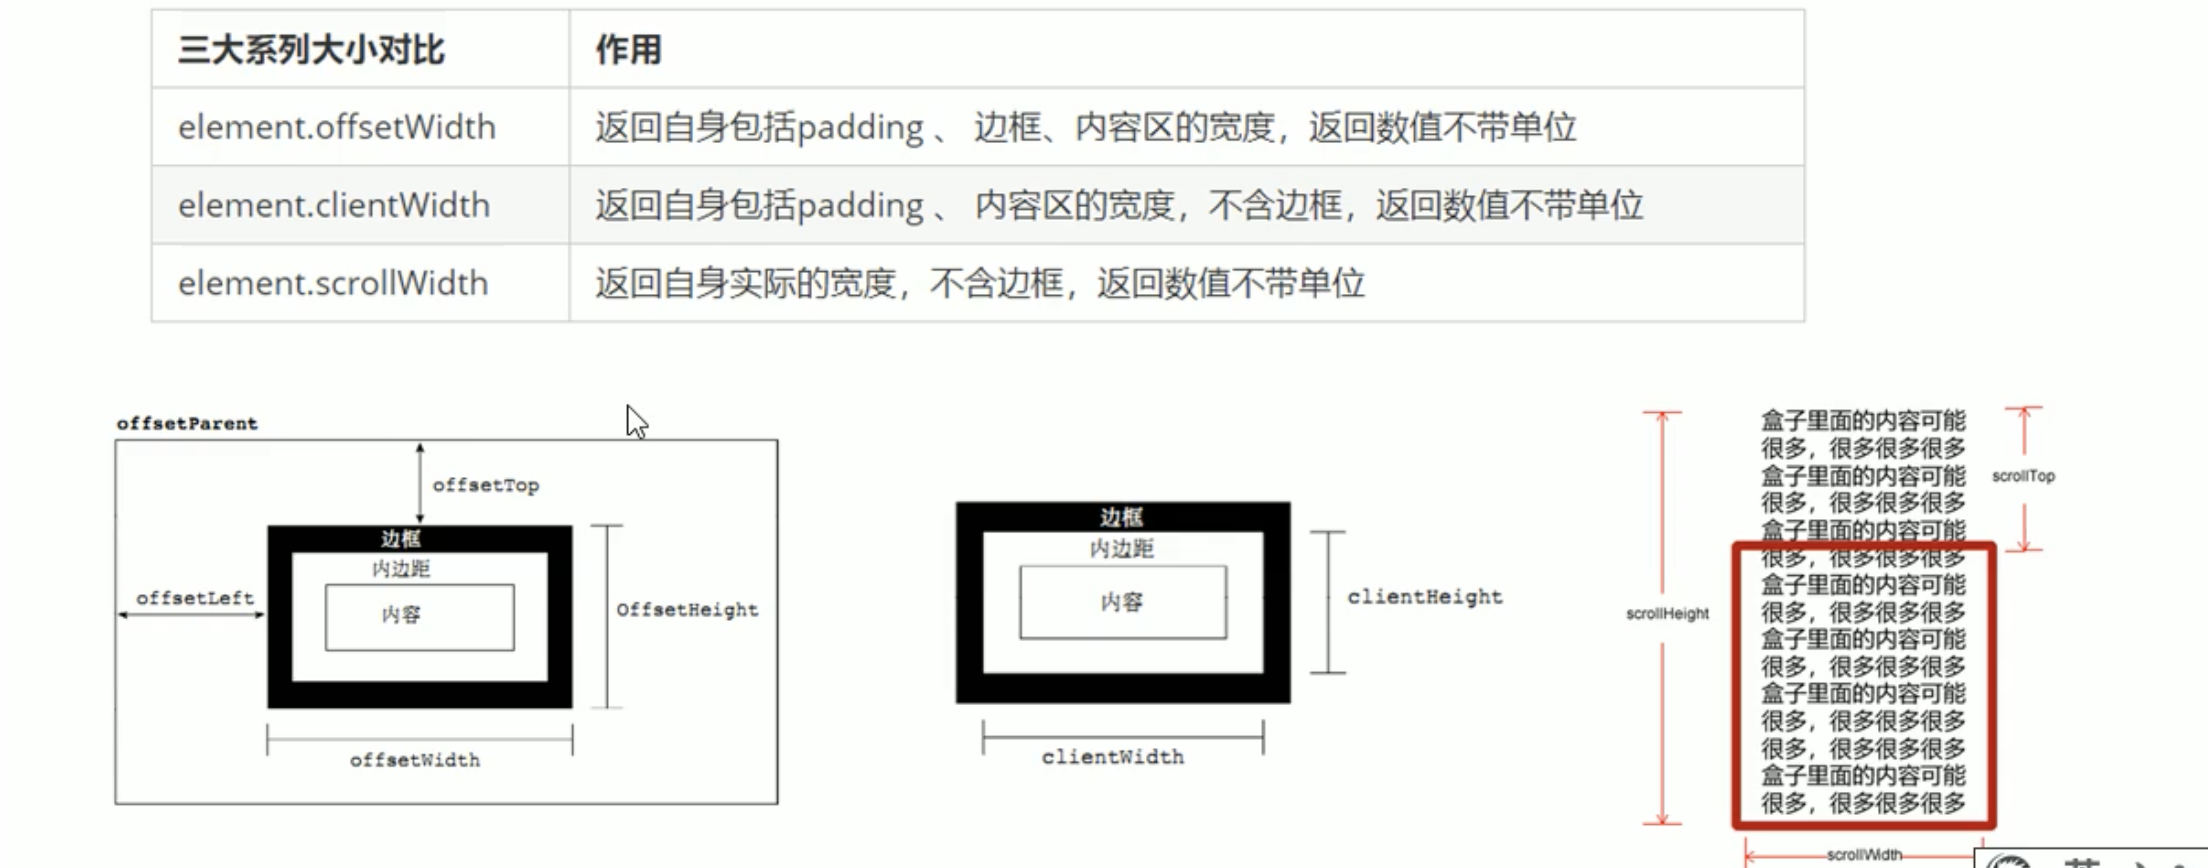 三大系列大小对比 作用
element.offsetWidth 返回自身包括padding 、 边框、内容区的宽度，返回数值不带单位
element.clientWidth 返回自身包括padding 、 内容区的宽度，不含边框，返回数值不带单位
element.scrollWidth 返回自身实际的宽度，不含边框，返回数值不带单位
offsetParent
offsetTop
边框
内边距
offsetLeft
内容
OffsetHeight
offsetWidth
边框
内边距
内容
clientHeight
clientWidth
盒子里面的内容可能
很多，很多很多很多
盒子里面的内容可能
很多，很多很多很多
盒子里面的内容可能
很多，很多很多很多
盒子里面的内容可能
很多，很多很多很多
盒子里面的内容可能
很多，很多很多很多
盒子里面的内容可能
很多，很多很多很多
很多，很多很多很多
盒子里面的内容可能
很多，很多很多很多
scrollTop
scrollHeight
scrollWidth